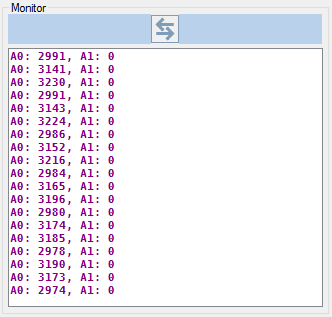 Monitor
A0: 2991, A1: 0
A0: 3141, A1: 0
A0: 3230, A1: 0
A0: 2991, A1: 0
A0: 3143, A1: 0
A0: 3224, A1: 0
A0: 2986, A1: 0
A0: 3152, A1: 0
A0: 3216, A1: 0
A0: 2984, A1: 0
A0: 3165, A1: 0
A0: 3196, A1: 0
A0: 2980, A1: 0
A0: 3174, A1: 0
A0: 3185, A1: 0
A0: 2978, A1: 0
A0: 3190, A1: 0
A0: 3173, A1: 0
A0: 2974, A1: 0